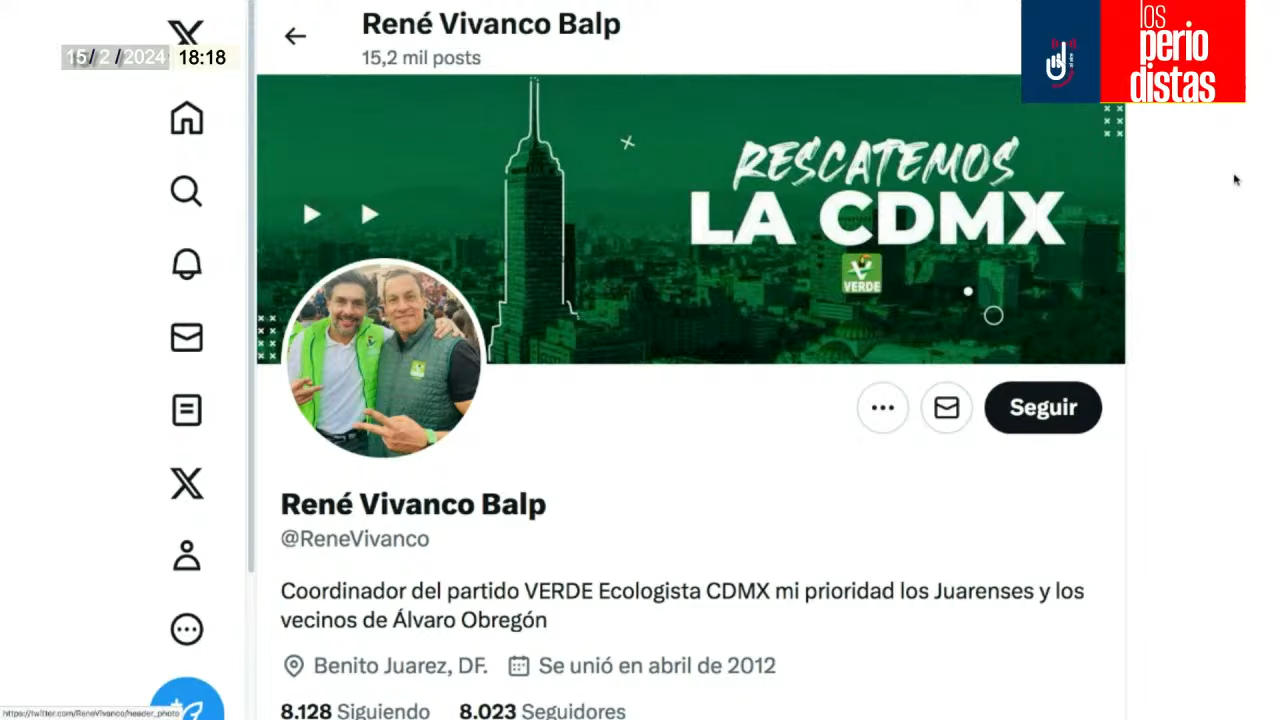 René Vivanco Balp
15,2 mil posts
15/ 2 /2024 18:18
los
perio
distas
RESCATEMOS
LA CDMX
VERDE
Seguir
René Vivanco Balp
@ReneVivanco
Coordinador del partido VERDE Ecologista CDMX mi prioridad los Juarenses y los
vecinos de Álvaro Obregón
Benito Juarez, DF. Se unió en abril de 2012
8.128 Siguiendo 8.023 Seguidores
https://twitter.com/ReneVivanco/header_photo